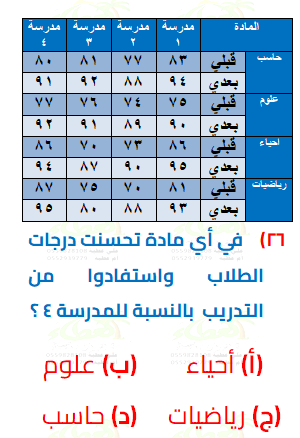 المادة مدرسة ١ مدرسة ٢ مدرسة ٣ مدرسة ٤
حاسب قبلي ٨٣ ٧٧ ٨١ ٨٠
بعدي ٩٤ ٨٨ ٩٢ ٩١
علوم قبلي ٧٥ ٧٤ ٧٦ ٧٧
بعدي ٩٠ ٨٩ ٩١ ٩٢
احياء قبلي ٨٦ ٧٣ ٧٠ ٨٦
بعدي ٩٥ ٩٠ ٨٧ ٩٤
رياضيات قبلي ٨١ ٧٠ ٧٥ ٨٧
بعدي ٩٣ ٨٨ ٨٠ ٩٥
٢٦) في أي مادة تحسنت درجات
الطلاب واستفادوا من
التدريب بالنسبة للمدرسة ٤ ؟
(أ) أحياء (ب) علوم
(ج) رياضيات (د) حاسب